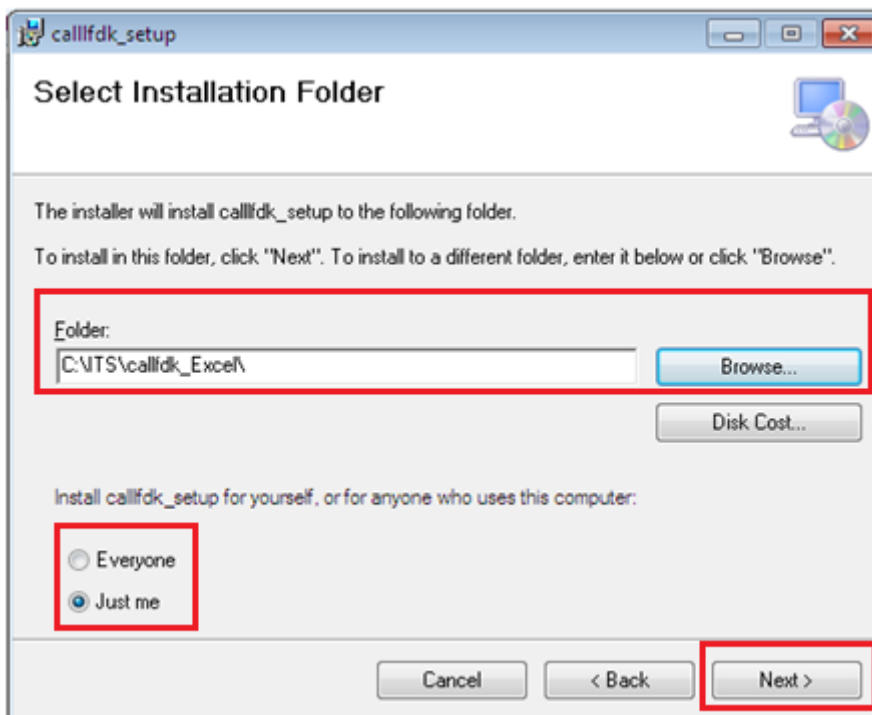 calllfdk_setup
Select Installation Folder
The installer will install calllfdk_setup to the following folder.
To install in this folder, click "Next". To install to a different folder, enter it below or click "Browse".
Folder:
C:\ITS\callfdk_Excel\
Browse...
Disk Cost...
Install calllfdk_setup for yourself, or for anyone who uses this computer:
Everyone
Just me
Cancel
< Back
Next >